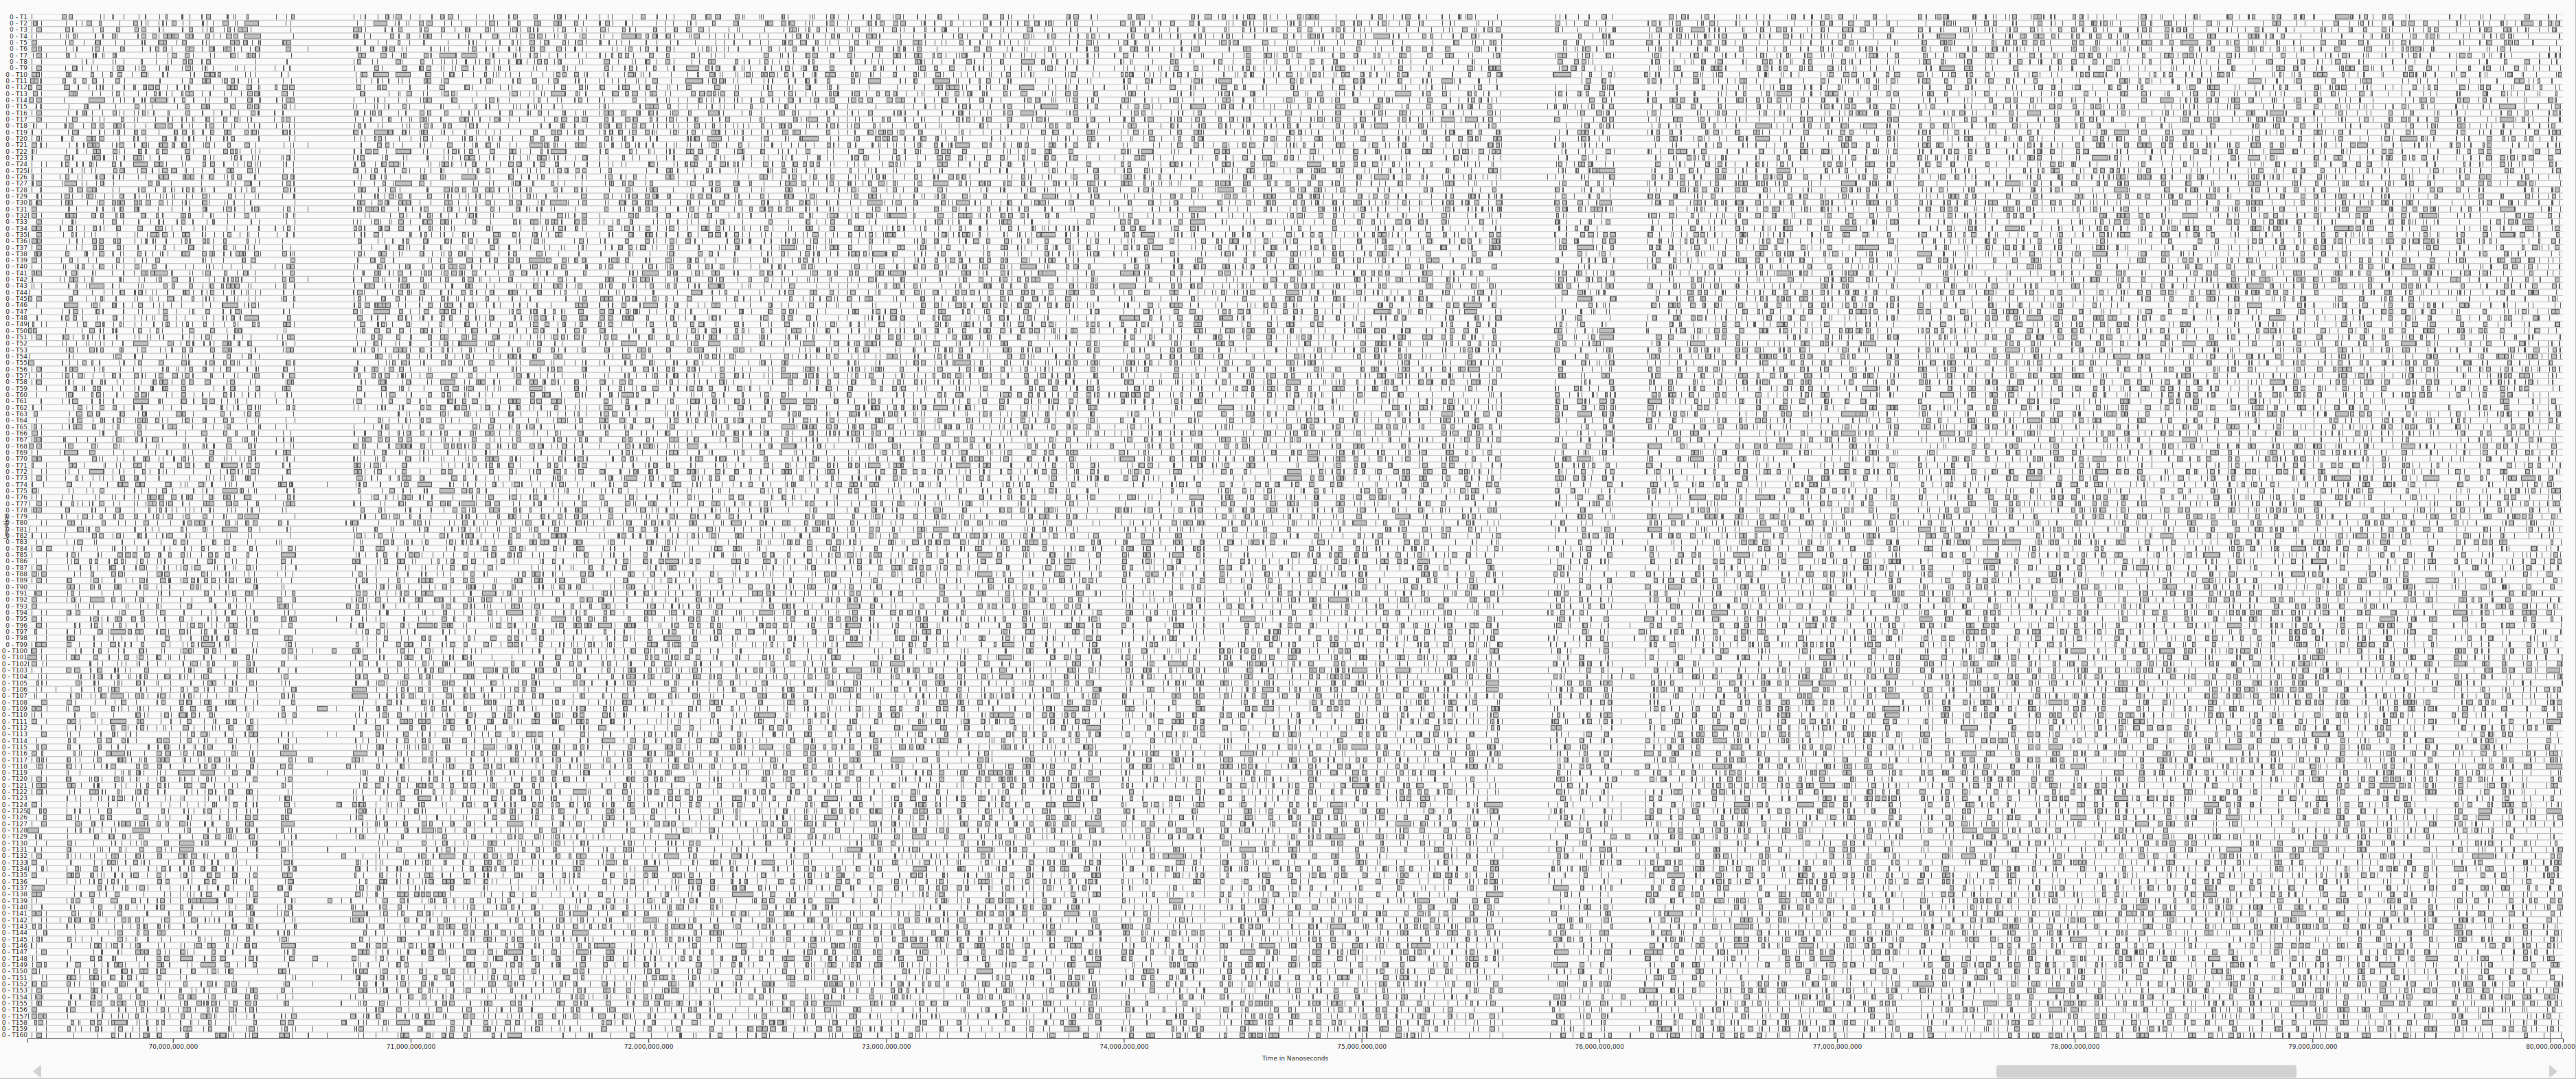 0 - T1
0 - T2
0 - T3
0 - T4
0 - T5
0 - T6
0 - T7
0 - T8
0 - T9
0 - T10
0 - T11
0 - T12
0 - T13
0 - T14
0 - T15
0 - T16
0 - T17
0 - T18
0 - T19
0 - T20
0 - T21
0 - T22
0 - T23
0 - T24
0 - T25
0 - T26
0 - T27
0 - T28
0 - T29
0 - T30
0 - T31
0 - T32
0 - T33
0 - T34
0 - T35
0 - T36
0 - T37
0 - T38
0 - T39
0 - T40
0 - T41
0 - T42
0 - T43
0 - T44
0 - T45
0 - T46
0 - T47
0 - T48
0 - T49
0 - T50
0 - T51
0 - T52
0 - T53
0 - T54
0 - T55
0 - T56
0 - T57
0 - T58
0 - T59
0 - T60
0 - T61
0 - T62
0 - T63
0 - T64
0 - T65
0 - T66
0 - T67
0 - T68
0 - T69
0 - T70
0 - T71
0 - T72
0 - T73
0 - T74
0 - T75
0 - T76
0 - T77
0 - T78
0 - T79
0 - T80
0 - T81
0 - T82
0 - T83
0 - T84
0 - T85
0 - T86
0 - T87
0 - T88
0 - T89
0 - T90
0 - T91
0 - T92
0 - T93
0 - T94
0 - T95
0 - T96
0 - T97
0 - T98
0 - T99
0 - T100
0 - T101
0 - T102
0 - T103
0 - T104
0 - T105
0 - T106
0 - T107
0 - T108
0 - T109
0 - T110
0 - T111
0 - T112
0 - T113
0 - T114
0 - T115
0 - T116
0 - T117
0 - T118
0 - T119
0 - T120
0 - T121
0 - T122
0 - T123
0 - T124
0 - T125
0 - T126
0 - T127
0 - T128
0 - T129
0 - T130
0 - T131
0 - T132
0 - T133
0 - T134
0 - T135
0 - T136
0 - T137
0 - T138
0 - T139
0 - T140
0 - T141
0 - T142
0 - T143
0 - T144
0 - T145
0 - T146
0 - T147
0 - T148
0 - T149
0 - T150
0 - T151
0 - T152
0 - T153
0 - T154
0 - T155
0 - T156
0 - T157
0 - T158
0 - T159
0 - T160
70,000,000,000 71,000,000,000 72,000,000,000 73,000,000,000 74,000,000,000 75,000,000,000 76,000,000,000 77,000,000,000 78,000,000,000 79,000,000,000 80,000,000,000
Time in Nanoseconds